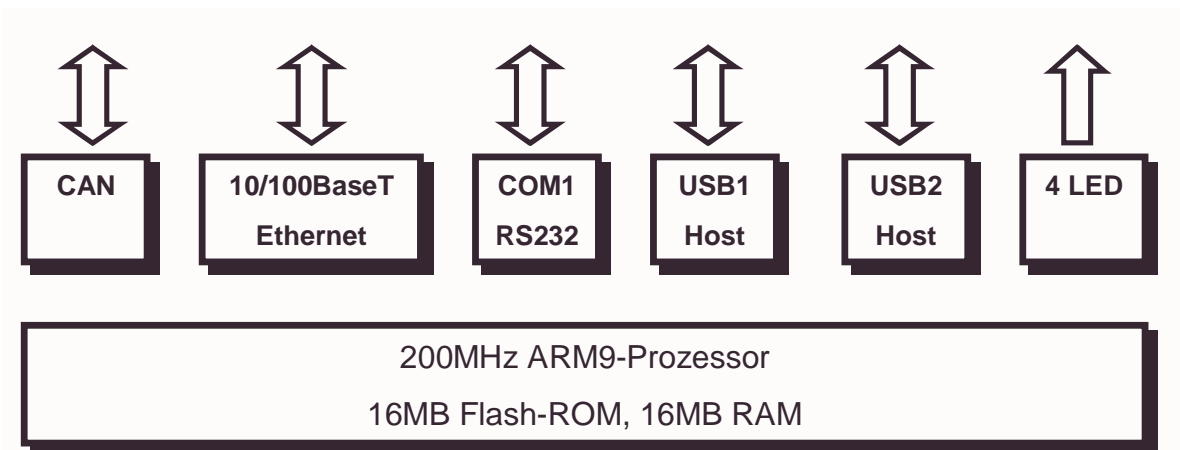 CAN
10/100BaseT
Ethernet
COM1
RS232
USB1
Host
USB2
Host
4 LED
200MHz ARM9-Prozessor
16MB Flash-ROM, 16MB RAM